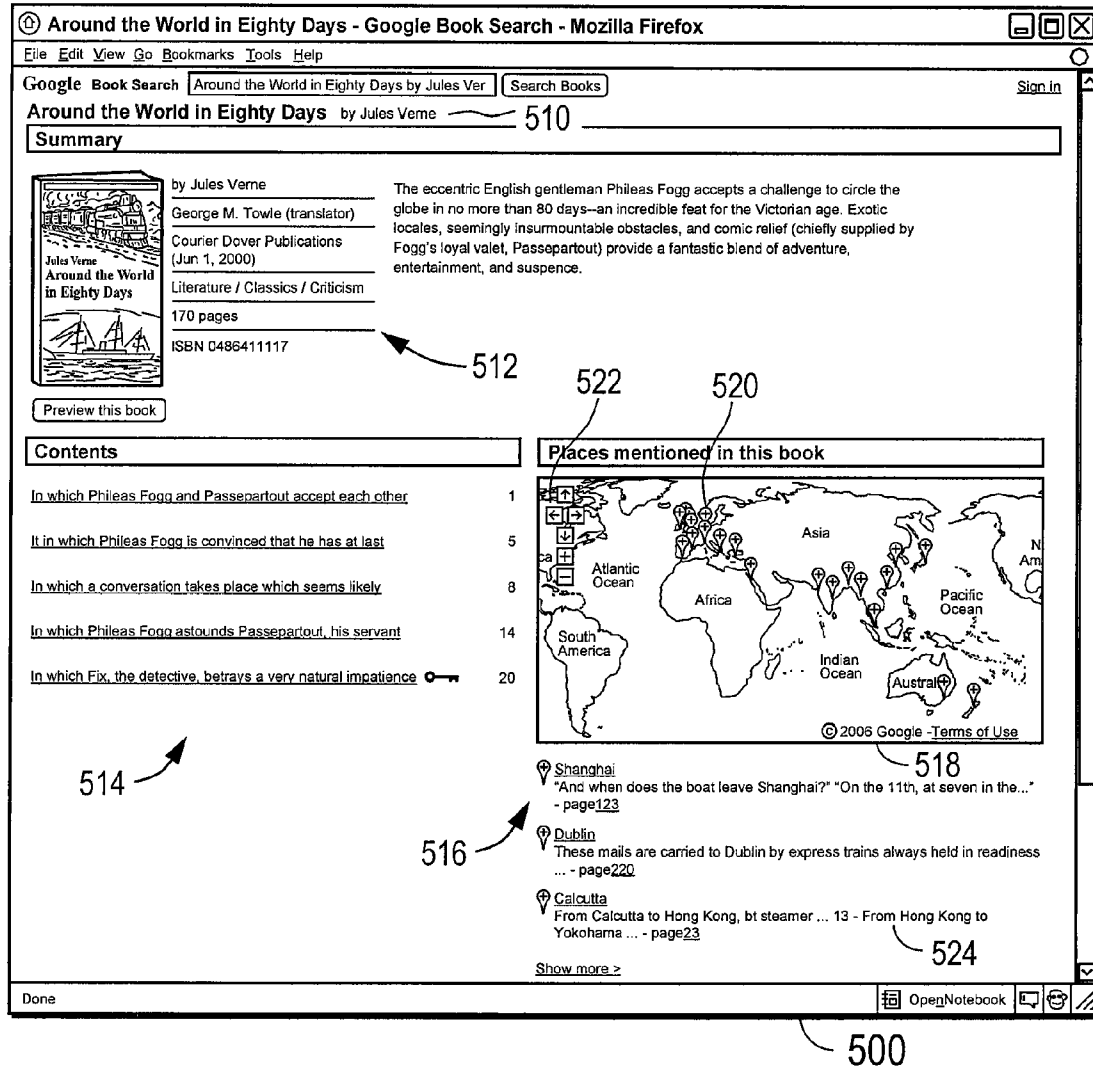 Around the World in Eighty Days - Google Book Search - Mozilla Firefox
File Edit View Go Bookmarks Tools Help
Google Book Search Around the World in Eighty Days by Jules Ver Search Books Sign in
Around the World in Eighty Days by Jules Verne 510
Summary
by Jules Verne
George M. Towle (translator)
Courier Dover Publications
(Jun 1, 2000)
Literature / Classics / Criticism
170 pages
ISBN 0486411117
512
Jules Verne
Around the World
in Eighty Days
Preview this book
The eccentric English gentleman Phileas Fogg accepts a challenge to circle the
globe in no more than 80 days--an incredible feat for the Victorian age. Exotic
locales, seemingly insurmountable obstacles, and comic relief (chiefly supplied by
Fogg's loyal valet, Passepartout) provide a fantastic blend of adventure,
entertainment, and suspence.
522 520
Contents
In which Phileas Fogg and Passepartout accept each other 1
It in which Phileas Fogg is convinced that he has at last 5
In which a conversation takes place which seems likely 8
In which Phileas Fogg astounds Passepartout, his servant 14
In which Fix, the detective, betrays a very natural impatience 20
514
Places mentioned in this book
Asia
N
Am
ca
Atlantic
Ocean
Africa
Pacific
Ocean
South
America
Indian
Ocean
Austral
© 2006 Google -Terms of Use
518
516
Shanghai
"And when does the boat leave Shanghai?" "On the 11th, at seven in the..."
- page123
Dublin
These mails are carried to Dublin by express trains always held in readiness
... - page220
Calcutta
From Calcutta to Hong Kong, bt steamer ... 13 - From Hong Kong to
Yokohama ... - page23
524
Show more >
Done OpenNotebook
500